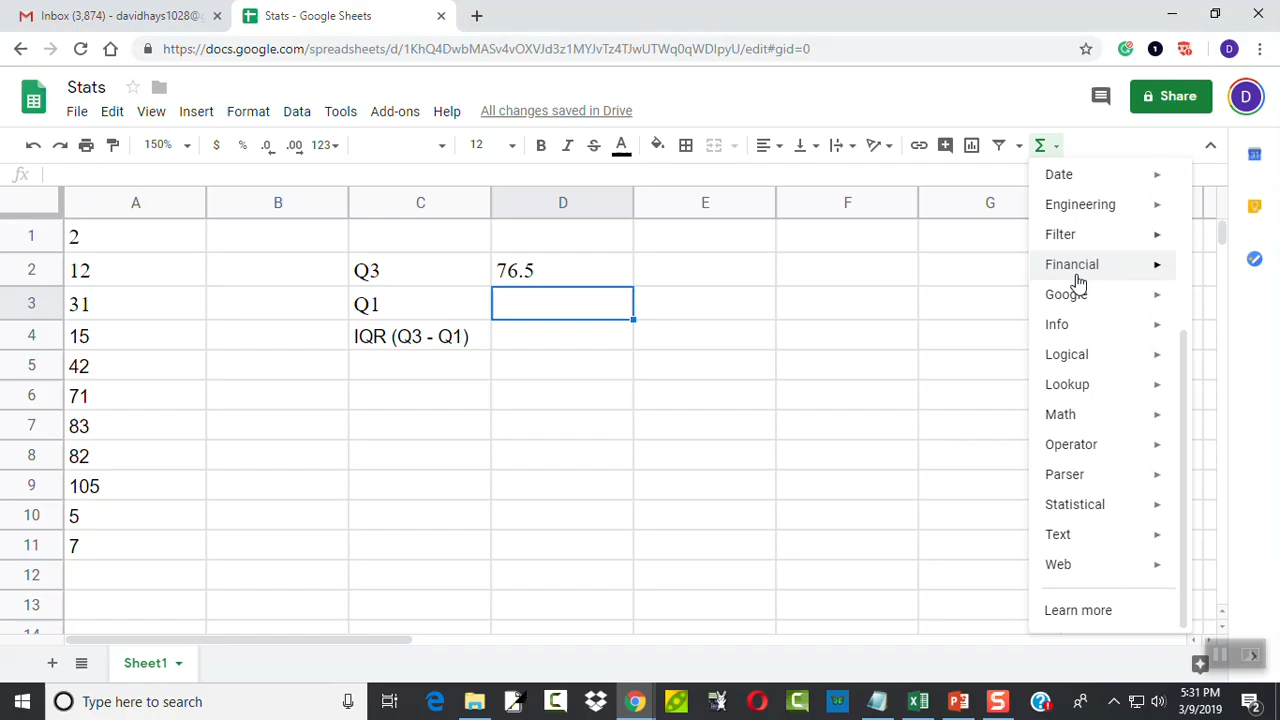 Inbox (3,874) - davidhays1028@g
Stats - Google Sheets
https://docs.google.com/spreadsheets/d/1KhQ4DwbMASv4vOXVJd3z1MYJvTz4TJwUTWq0qWDIpyU/edit#gid=0
D
Stats
File Edit View Insert Format Data Tools Add-ons Help All changes saved in Drive
Share
D
150% $ % .0 .00 123 12 B I S A Σ
fx
A B C D E F G
1 2
2 12 Q3 76.5
3 31 Q1
4 15 IQR (Q3 - Q1)
5 42
6 71
7 83
8 82
9 105
10 5
11 7
12
13
14
Date
Engineering
Filter
Financial
Google
Info
Logical
Lookup
Math
Operator
Parser
Statistical
Text
Web
Learn more
Sheet1
Type here to search
5:31 PM
3/9/2019